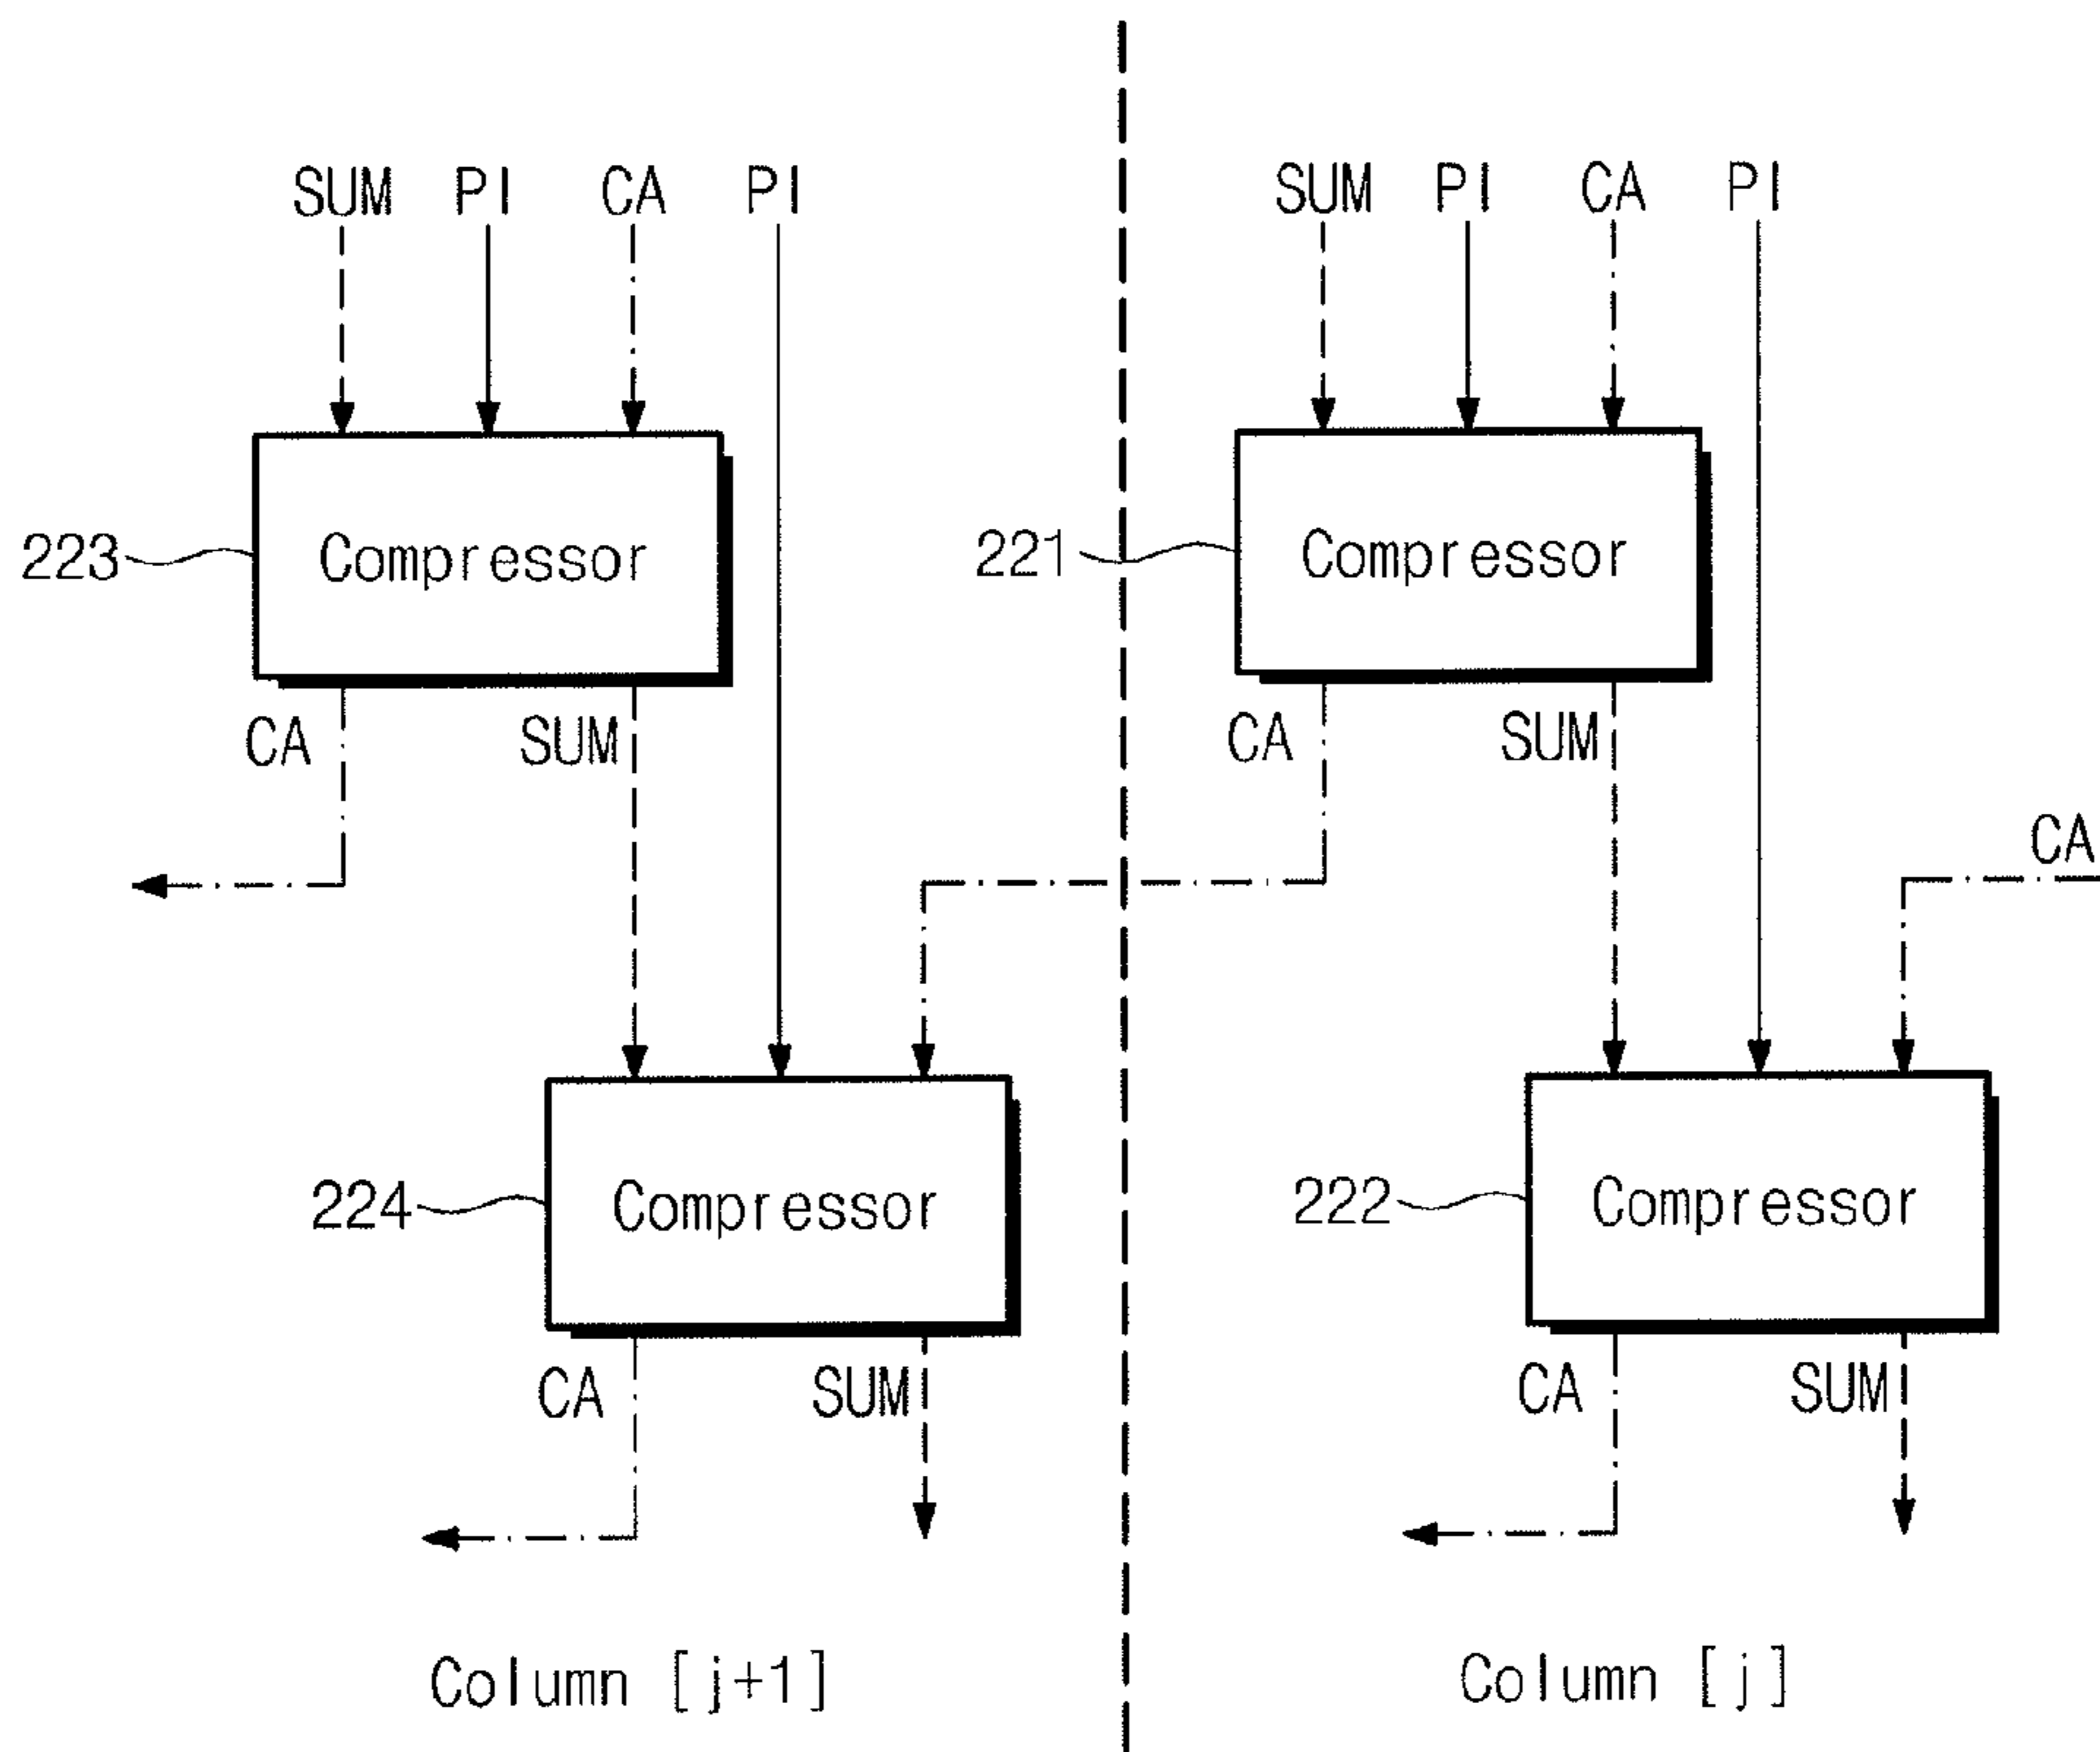 SUM PI CA PI SUM PI CA PI
223 Compressor 221 Compressor
CA SUM CA SUM
CA
224 Compressor 222 Compressor
CA SUM CA SUM
Column [j+1] Column [j]